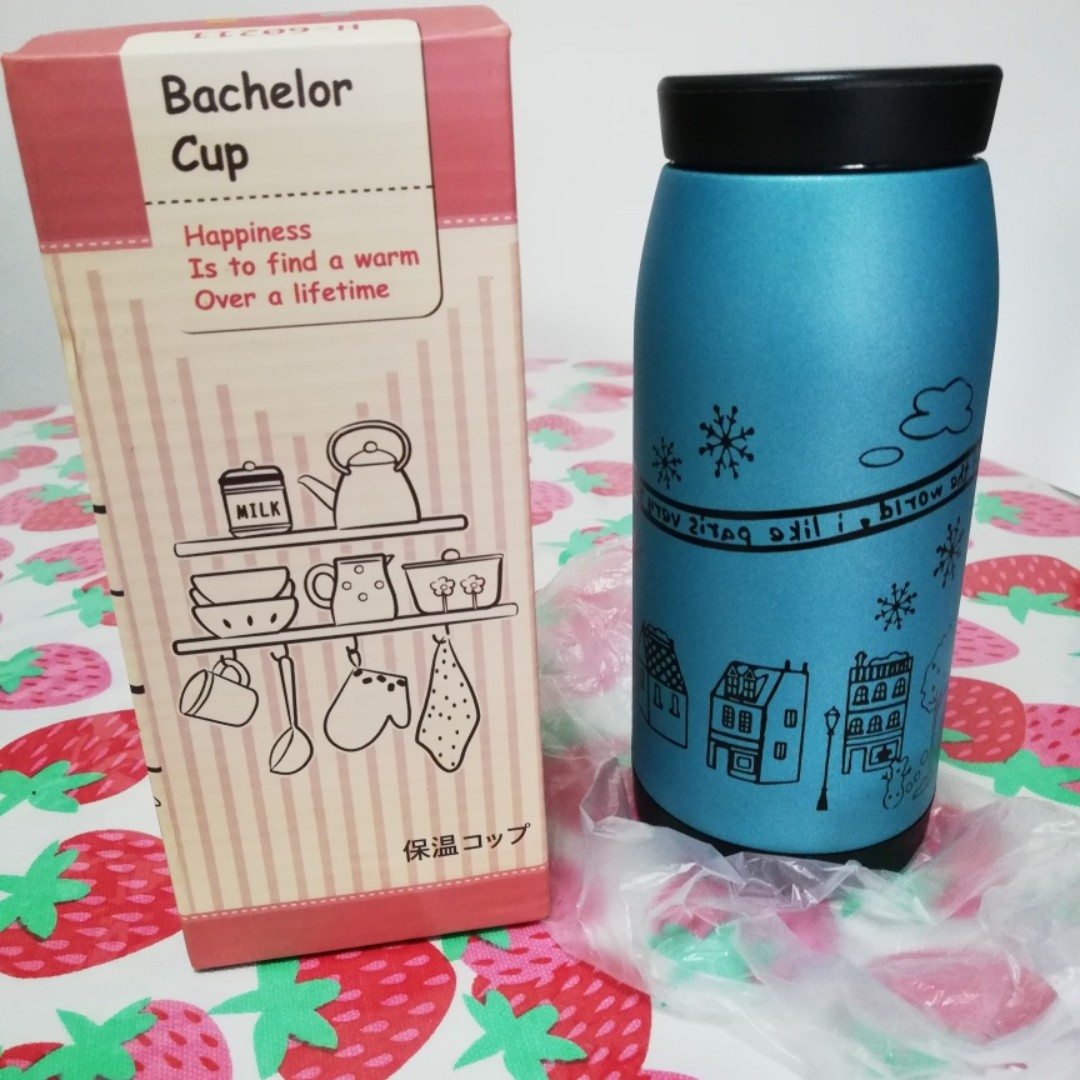 H-60211
Bachelor
Cup
Happiness
Is to find a warm
Over a lifetime
MILK
保温コップ
the world , i like paris very